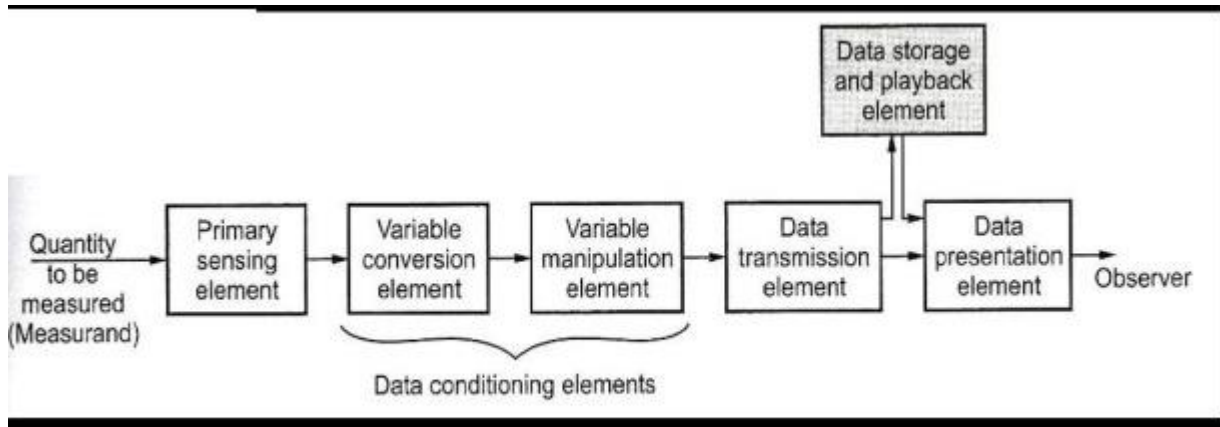 Data storage
and playback
element
Quantity
to be
measured
(Measurand)
Primary
sensing
element
Variable
conversion
element
Variable
manipulation
element
Data
transmission
element
Data
presentation
element
Observer
Data conditioning elements